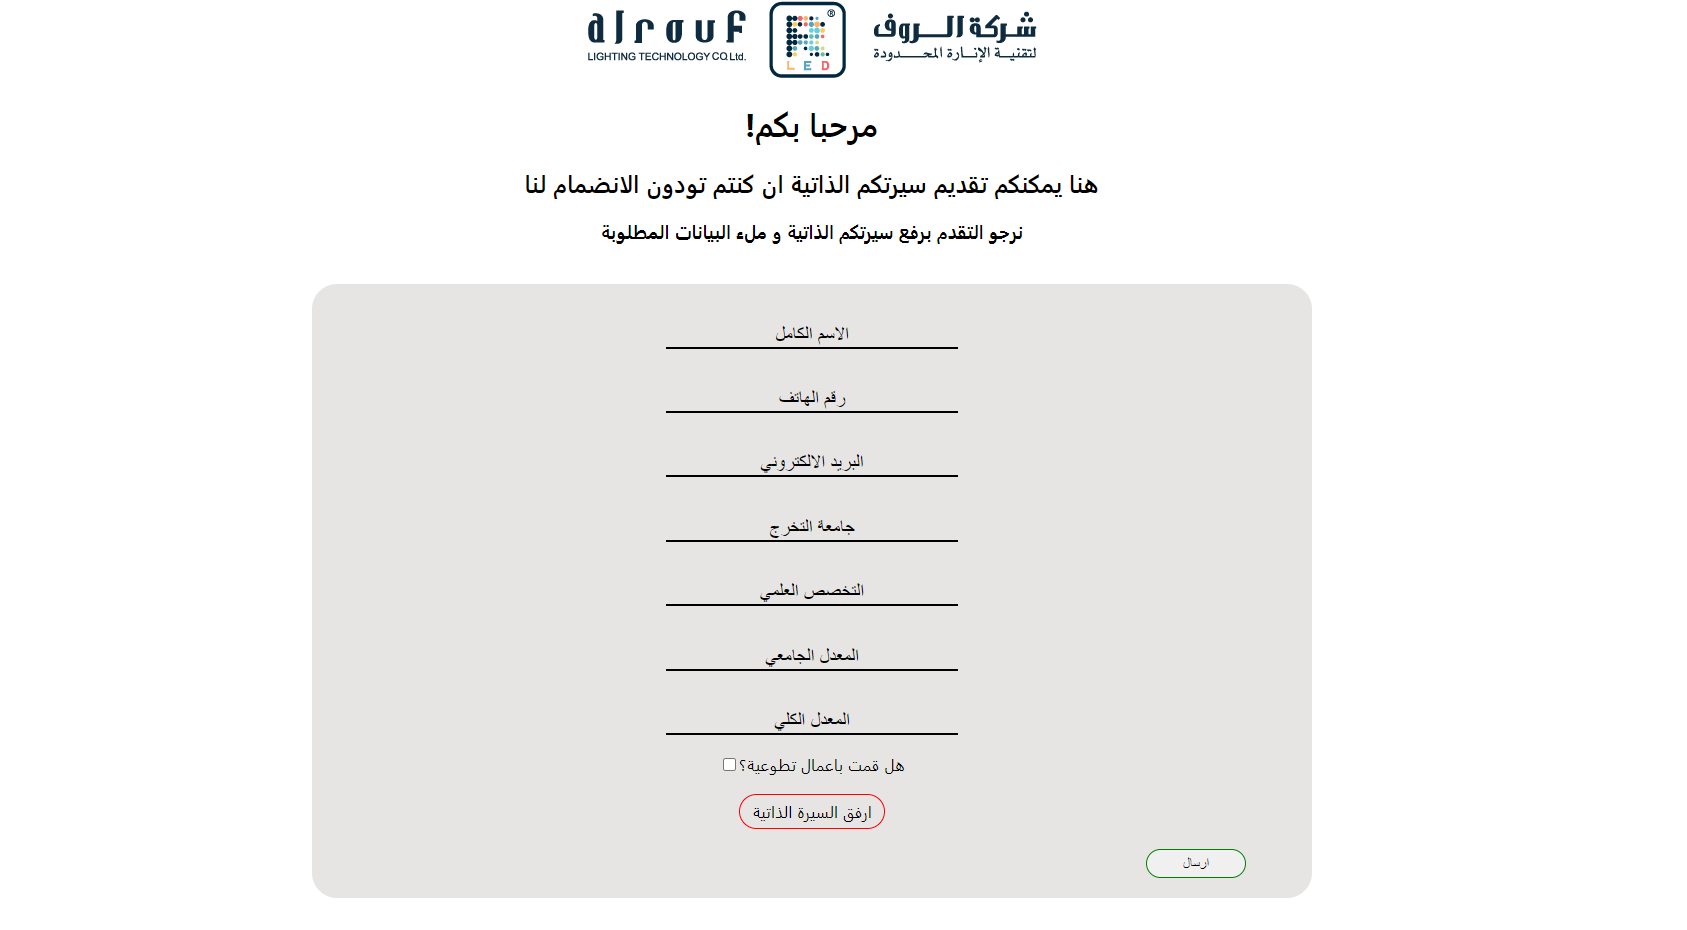 alrouf
LIGHTING TECHNOLOGY CO Ltd.
®
LED
شركة الـروف
لتقنيـة الإنـارة المحـدودة
مرحبا بكم!
هنا يمكنكم تقديم سيرتكم الذاتية ان كنتم تودون الانضمام لنا
نرجو التقدم برفع سيرتكم الذاتية و ملء البيانات المطلوبة
الاسم الكامل
رقم الهاتف
البريد الالكتروني
جامعة التخرج
التخصص العلمي
المعدل الجامعي
المعدل الكلي
هل قمت باعمال تطوعية؟
ارفق السيرة الذاتية
ارسال